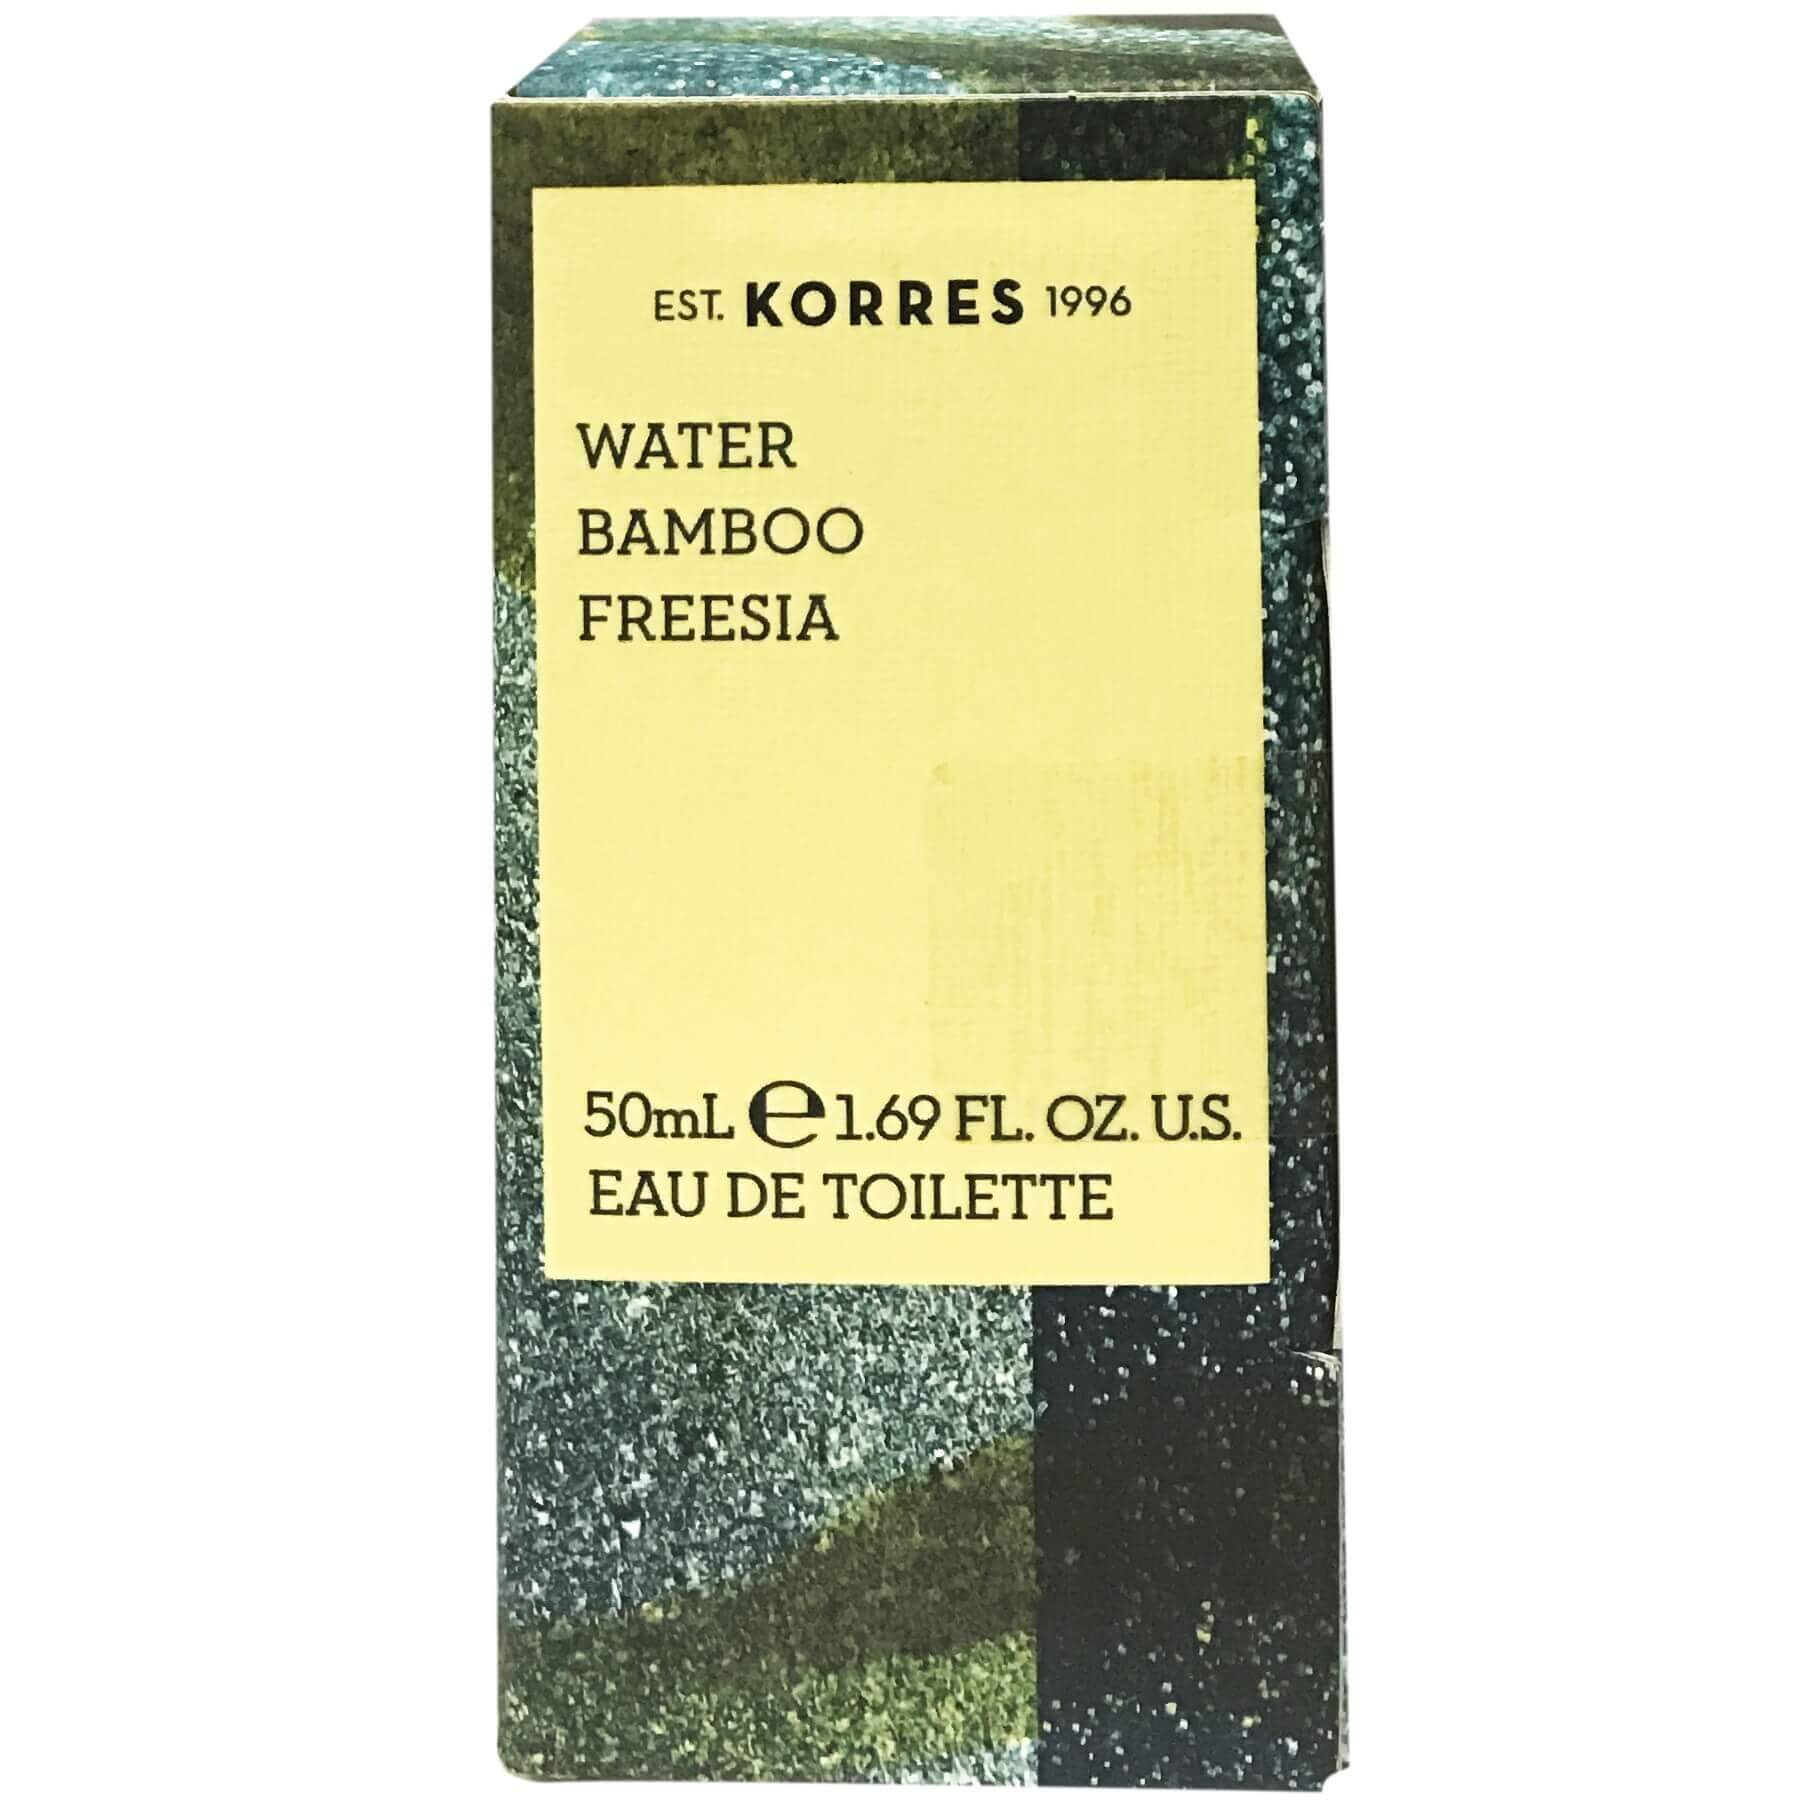 EST. KORRES 1996
WATER
BAMBOO
FREESIA
50mL ℮ 1.69 FL. OZ. U.S.
EAU DE TOILETTE